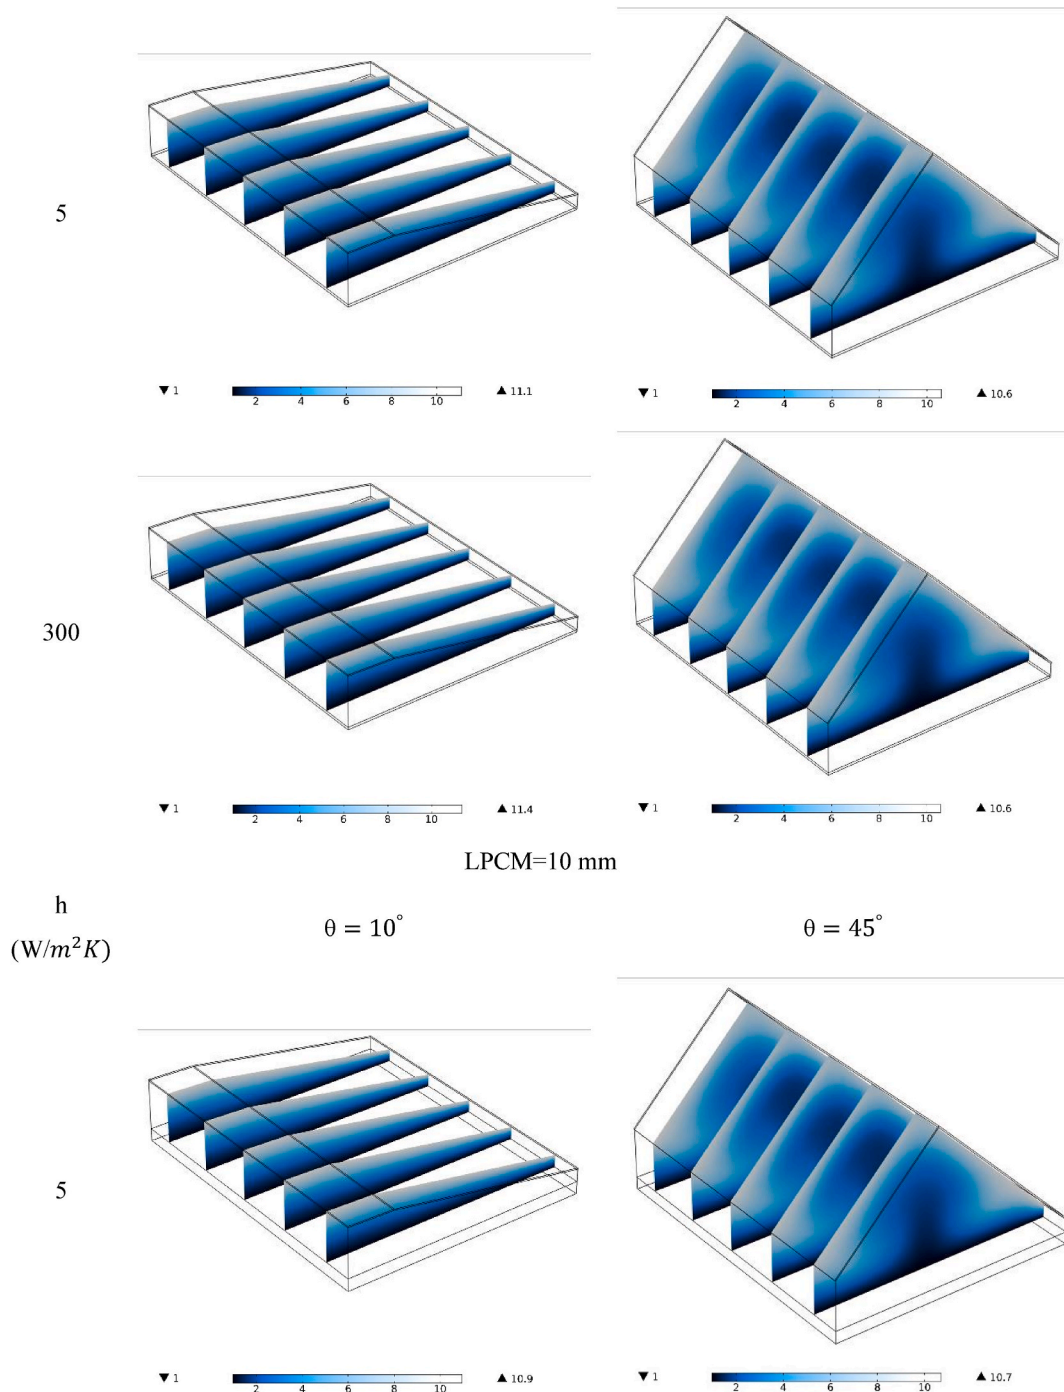 5
▼ 1 2 4 6 8 10 ▲ 11.1
▼ 1 2 4 6 8 10 ▲ 10.6
300
▼ 1 2 4 6 8 10 ▲ 11.4
▼ 1 2 4 6 8 10 ▲ 10.6
LPCM=10 mm
h
(W/m²K)
θ = 10°
θ = 45°
5
▼ 1 2 4 6 8 10 ▲ 10.9
▼ 1 2 4 6 8 10 ▲ 10.7